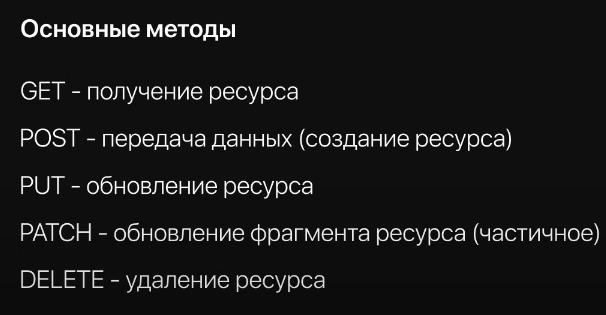 Основные методы
GET - получение ресурса
POST - передача данных (создание ресурса)
PUT - обновление ресурса
PATCH - обновление фрагмента ресурса (частичное)
DELETE - удаление ресурса